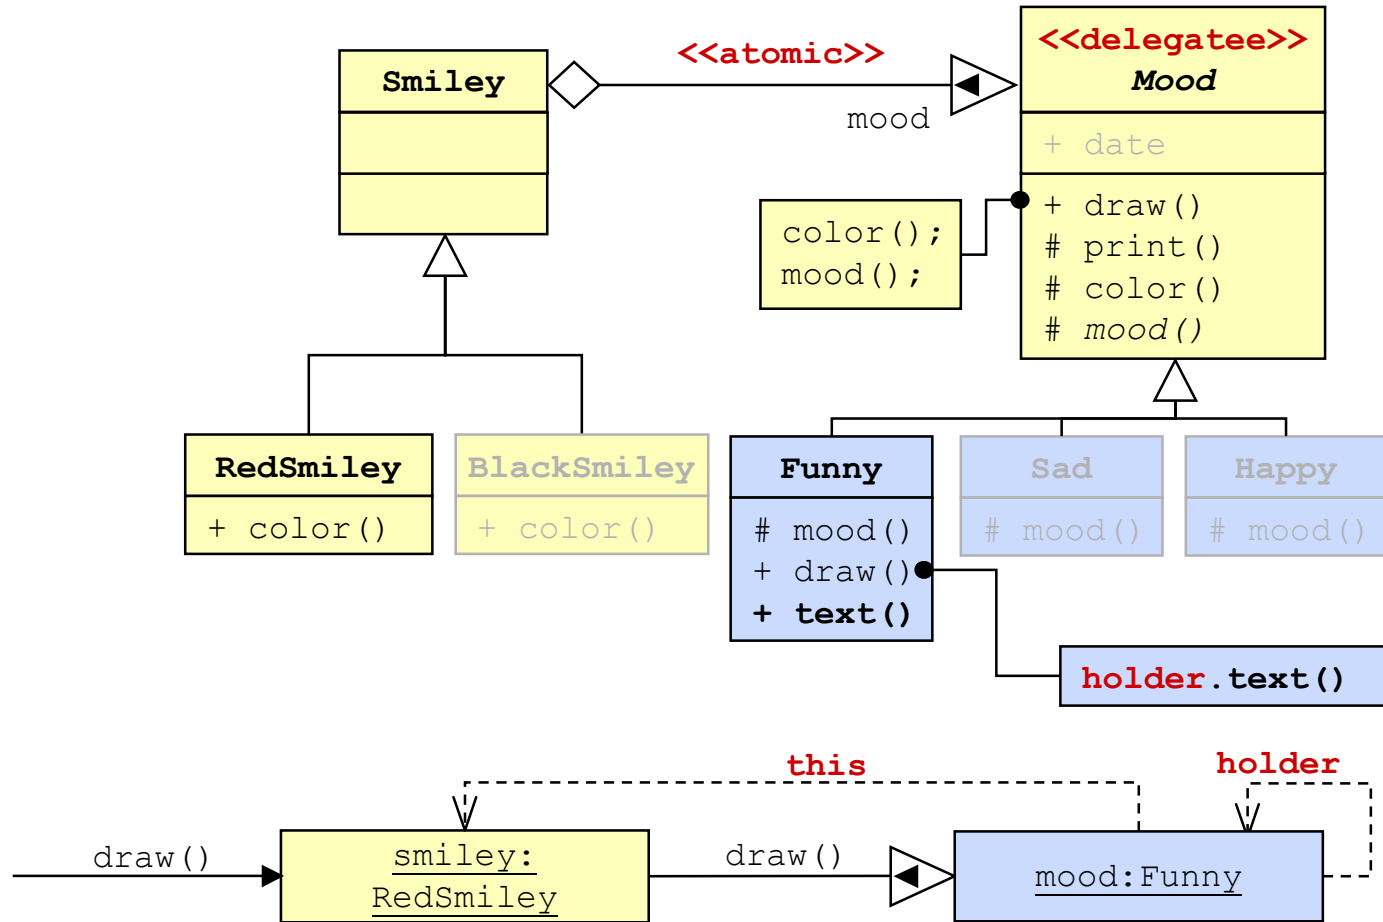 <<atomic>>
<<delegatee>>
Mood
Smiley
mood
+ date
+ draw()
# print()
# color()
# mood()
color();
mood();
RedSmiley
+ color()
BlackSmiley
+ color()
Funny
# mood()
+ draw()
+ text()
Sad
# mood()
Happy
# mood()
holder.text()
this
holder
draw()
smiley:
RedSmiley
draw()
mood:Funny